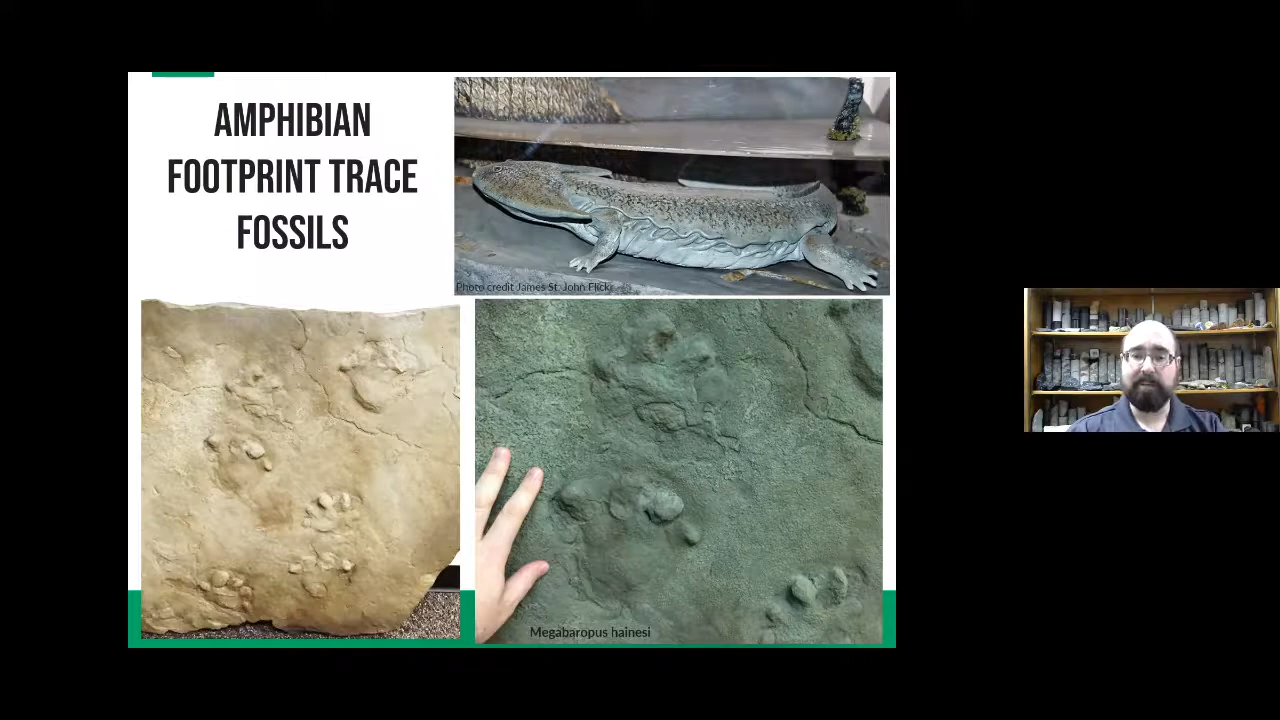 AMPHIBIAN
FOOTPRINT TRACE
FOSSILS
Photo credit James St. John Flickr
Megabaropus hainesi